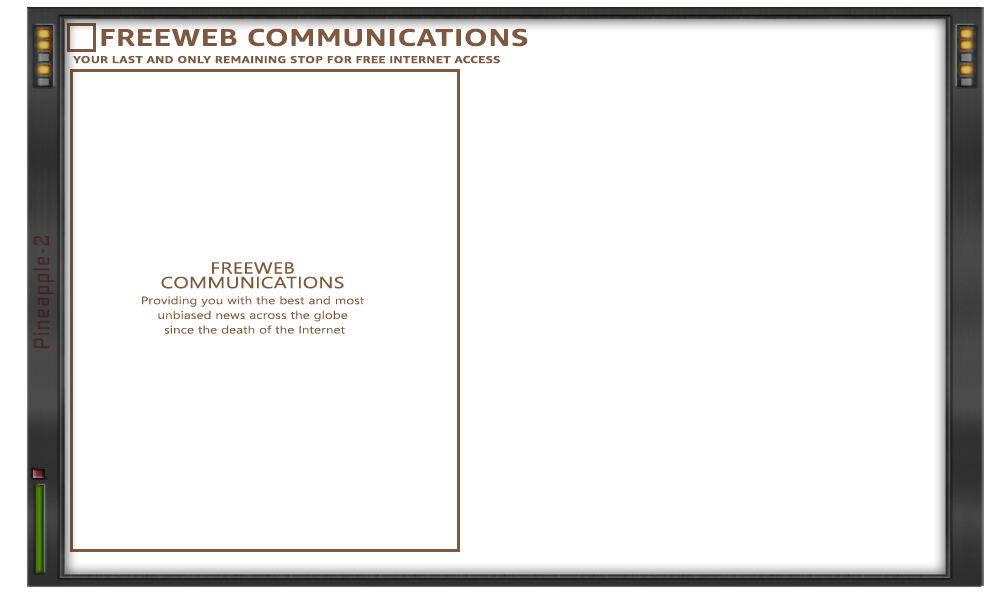 FREEWEB COMMUNICATIONS
YOUR LAST AND ONLY REMAINING STOP FOR FREE INTERNET ACCESS
FREEWEB
COMMUNICATIONS
Providing you with the best and most
unbiased news across the globe
since the death of the Internet
Pineapple-2